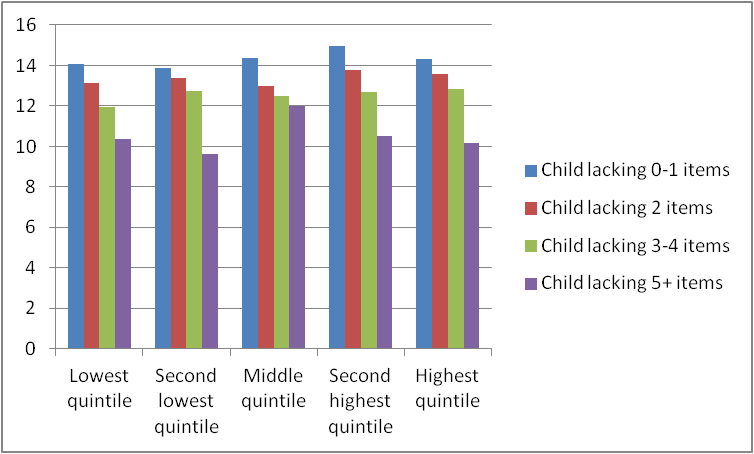 16
14
12
10
8
6
4
2
0
Lowest
quintile
Second
lowest
quintile
Middle
quintile
Second
highest
quintile
Highest
quintile
Child lacking 0-1 items
Child lacking 2 items
Child lacking 3-4 items
Child lacking 5+ items